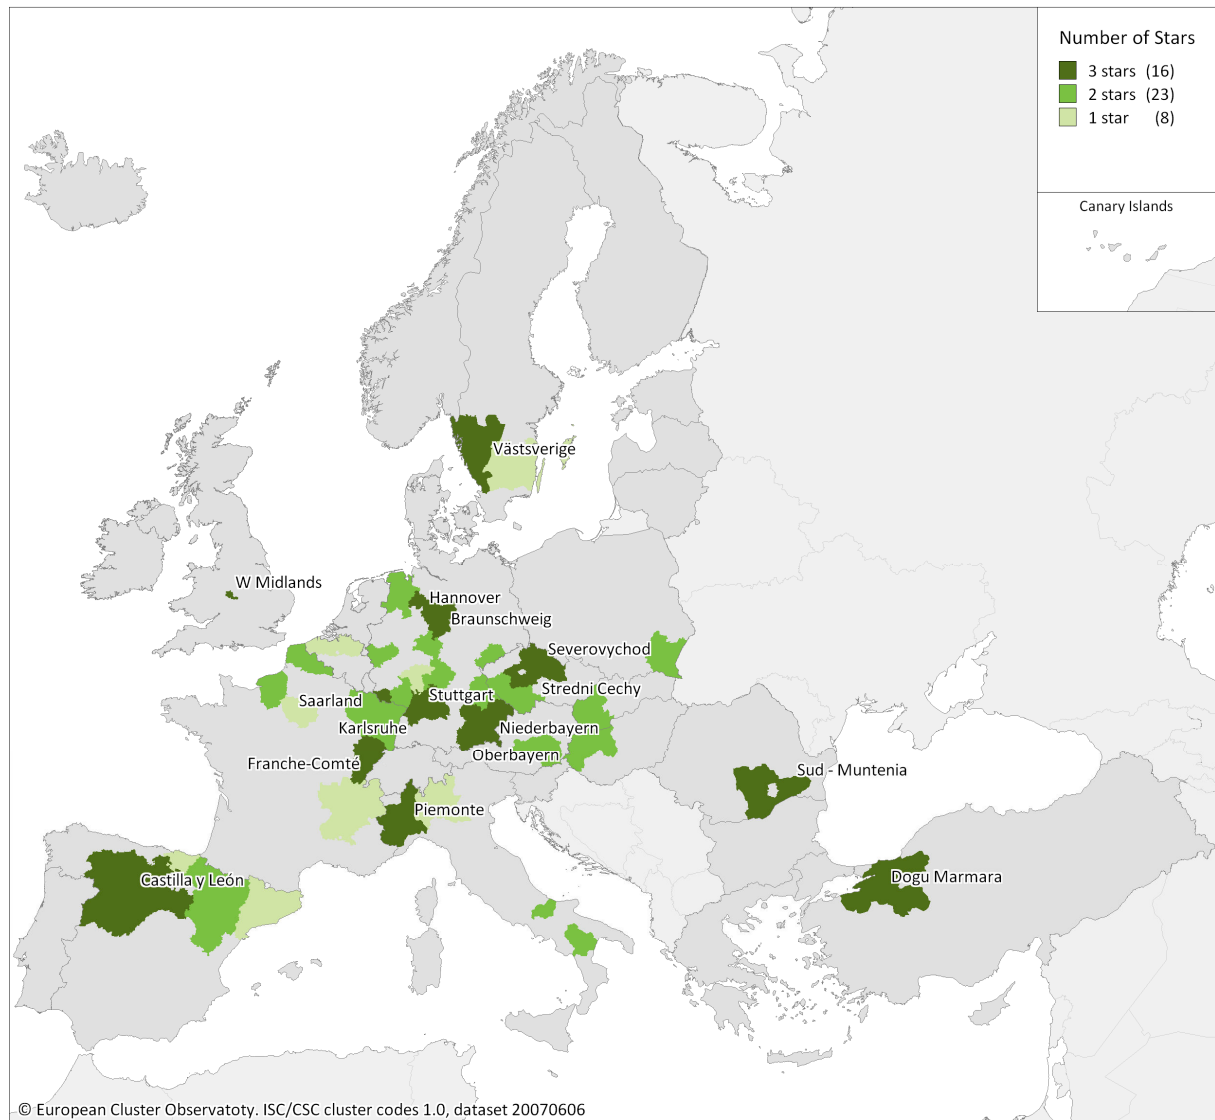 Number of Stars
3 stars (16)
2 stars (23)
1 star (8)
Canary Islands
Västsverige
W Midlands
Hannover
Braunschweig
Severovychod
Stredni Cechy
Saarland
Stuttgart
Karlsruhe
Niederbayern
Oberbayern
Franche-Comté
Sud - Muntenia
Piemonte
Castilla y León
Dogu Marmara
© European Cluster Observatoty. ISC/CSC cluster codes 1.0, dataset 20070606